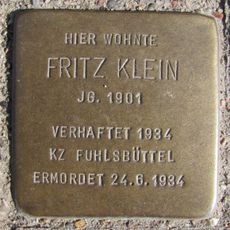 HIER WOHNTE
FRITZ KLEIN
JG. 1901
VERHAFTET 1934
KZ FUHLSBÜTTEL
ERMORDET 24.6.1934